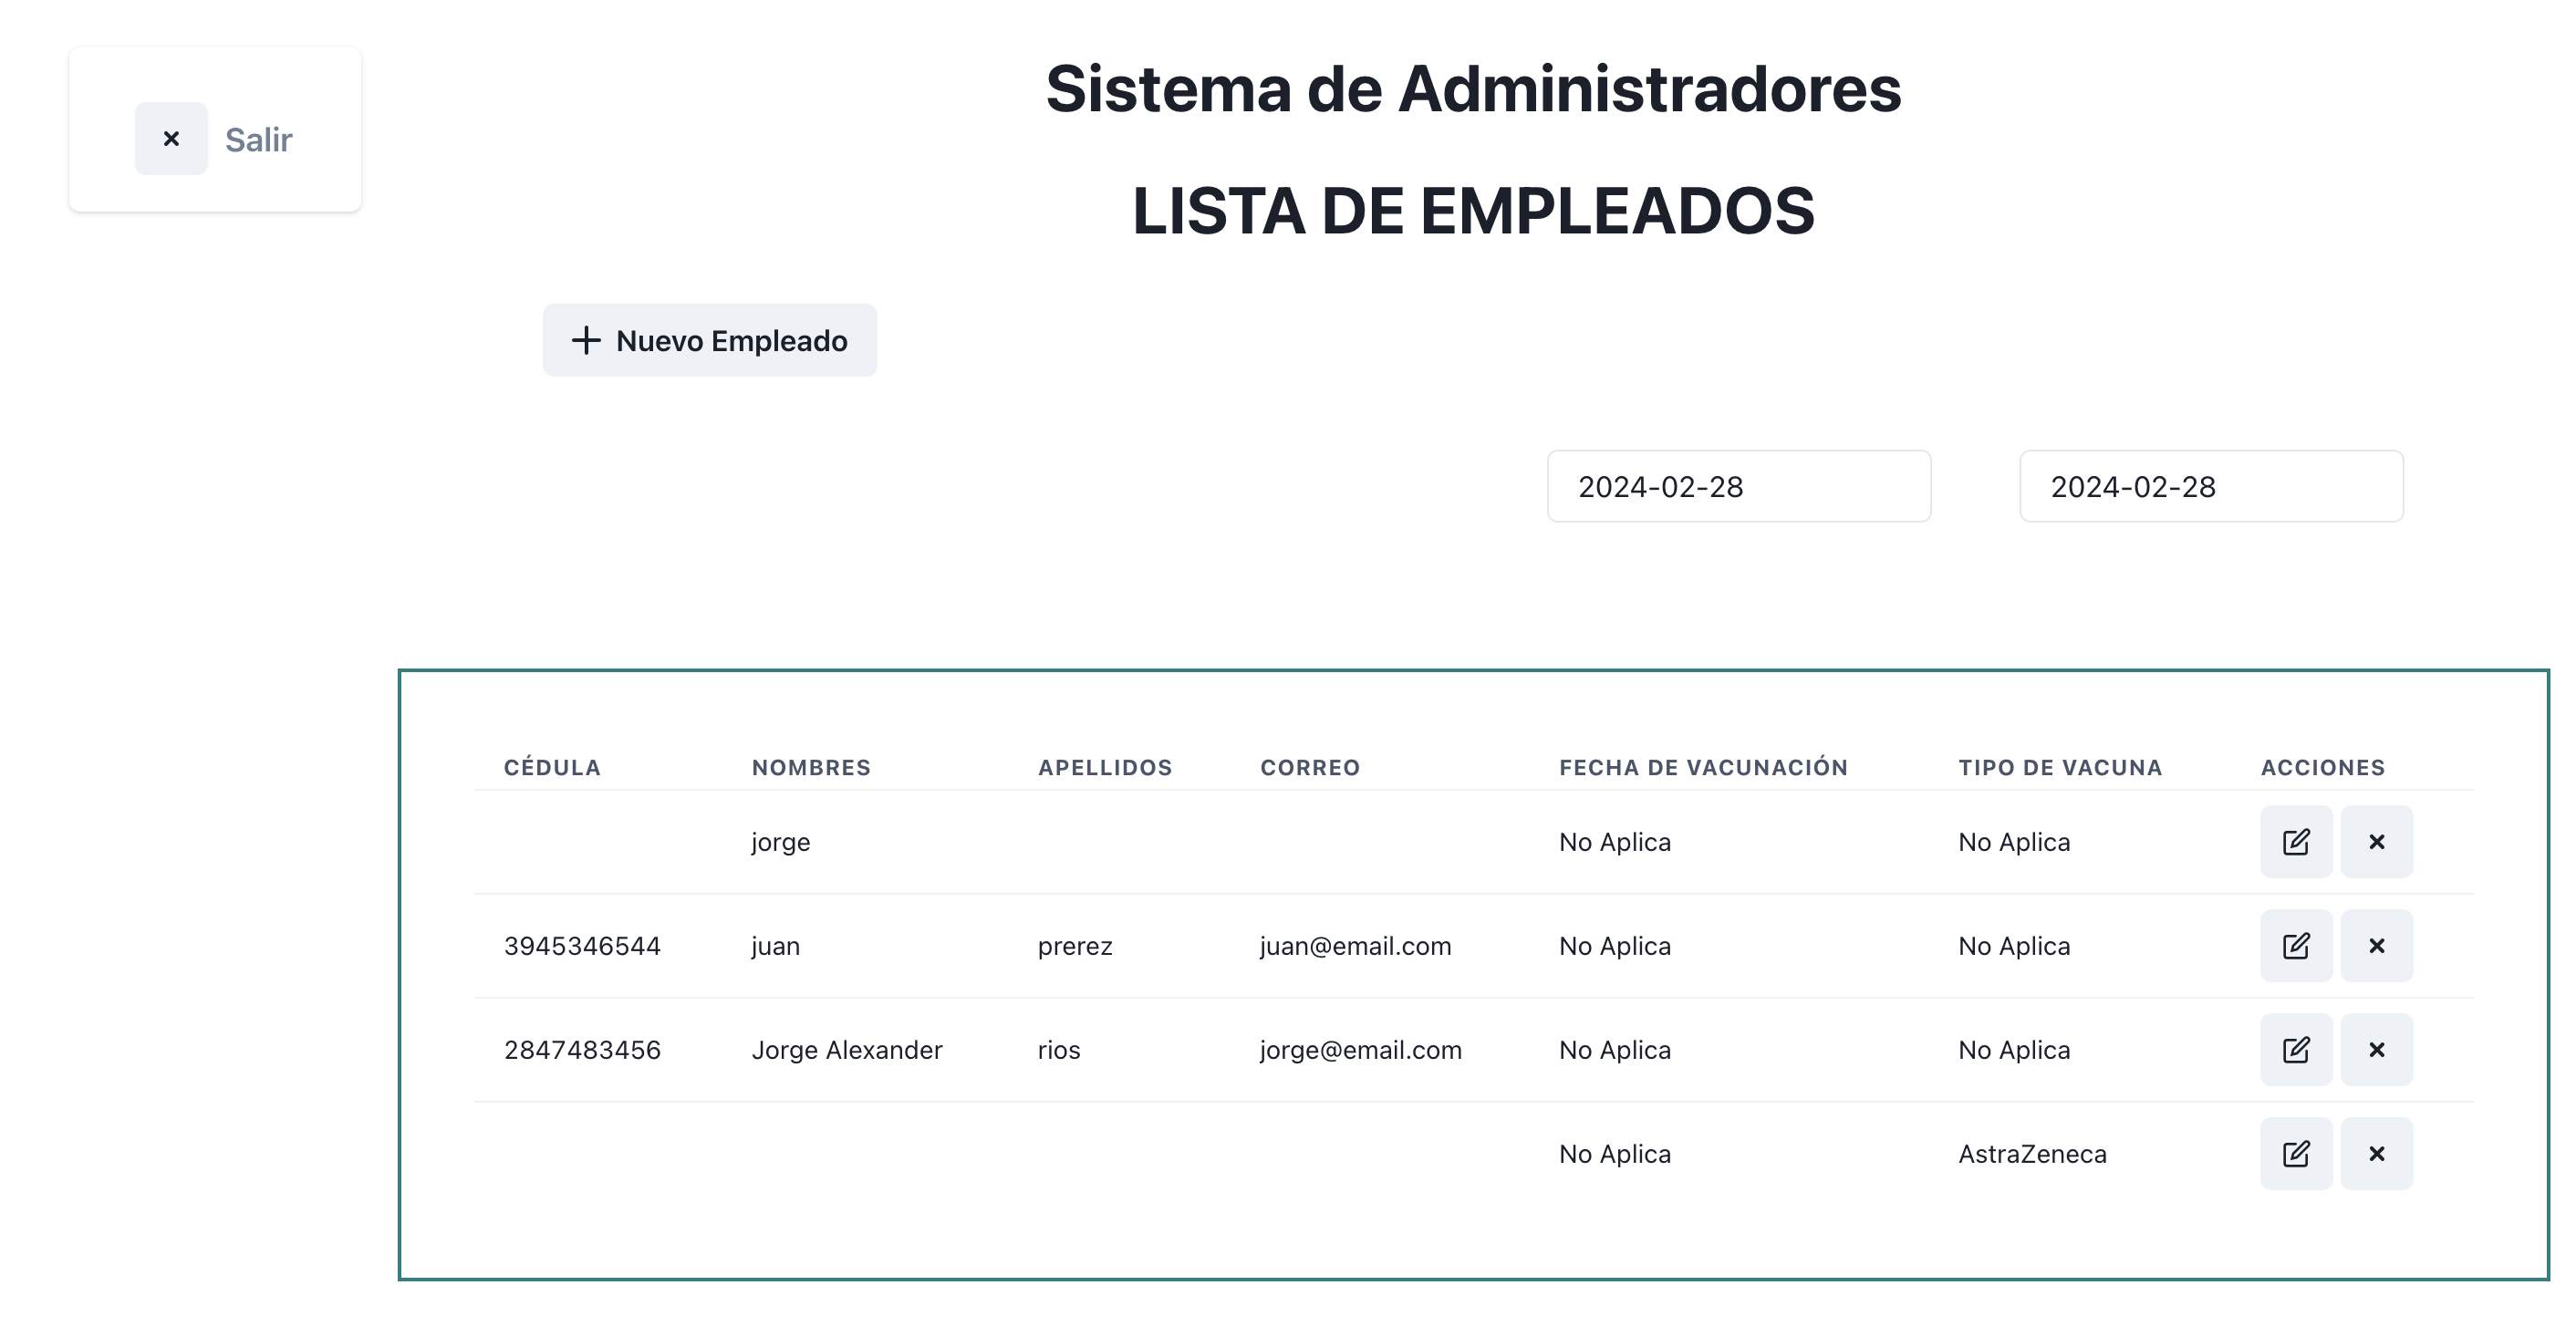 Salir
Sistema de Administradores
LISTA DE EMPLEADOS
Nuevo Empleado
2024-02-28 2024-02-28
CÉDULA NOMBRES APELLIDOS CORREO FECHA DE VACUNACIÓN TIPO DE VACUNA ACCIONES
jorge No Aplica No Aplica
3945346544 juan prerez juan@email.com No Aplica No Aplica
2847483456 Jorge Alexander rios jorge@email.com No Aplica No Aplica
No Aplica AstraZeneca